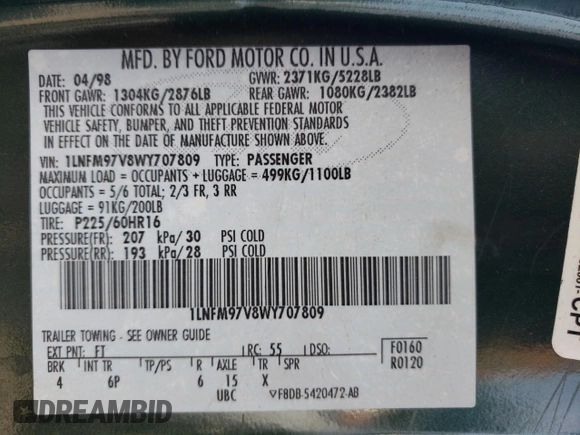 MFD. BY FORD MOTOR CO. IN U.S.A.
DATE: 04/98 GVWR: 2371KG/5228LB
FRONT GAWR: 1304KG/2876LB REAR GAWR: 1080KG/2382LB
THIS VEHICLE CONFORMS TO ALL APPLICABLE FEDERAL MOTOR
VEHICLE SAFETY, BUMPER, AND THEFT PREVENTION STANDARDS
IN EFFECT ON THE DATE OF MANUFACTURE SHOWN ABOVE.
VIN: 1LNFM97V8WY707809 TYPE: PASSENGER
MAXIMUM LOAD = OCCUPANTS + LUGGAGE = 499KG/1100LB
OCCUPANTS = 5/6 TOTAL; 2/3 FR, 3 RR
LUGGAGE = 91KG/200LB
TIRE: P225/60HR16
PRESSURE(FR) 207 kPa/30 PSI COLD
PRESSURE(RR) 193 kPa/28 PSI COLD
1LNFM97V8WY707809
TRAILER TOWING - SEE OWNER GUIDE
EXT PNT: FT RC: 55 DSO: F0160
BRK INT TR TP/PS R AXLE TR SPR R0120
4 6P 6 15 X
UBC VFBDB-5420472-AB
DREAMBID